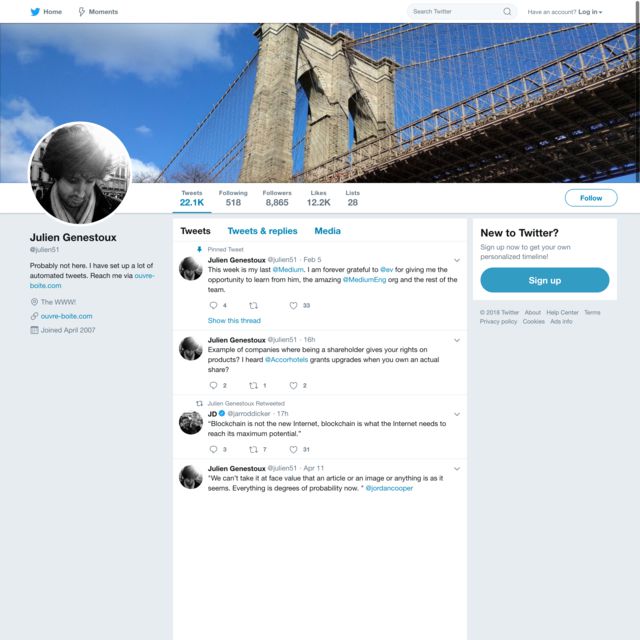 Home
Moments
Search Twitter
Have an account? Log in
Tweets
22.1K
Following
518
Followers
8,865
Likes
12.2K
Lists
28
Follow
Julien Genestoux
@julien51
Probably not here. I have set up a lot of
automated tweets. Reach me via ouvre-
boite.com
The WWW!
ouvre-boite.com
Joined April 2007
Tweets
Tweets & replies
Media
Pinned Tweet
Julien Genestoux @julien51 · Feb 5
This week is my last @Medium. I am forever grateful to @ev for giving me the
opportunity to learn from him, the amazing @MediumEng org and the rest of the
team.
4
33
Show this thread
Julien Genestoux @julien51 · 16h
Example of companies where being a shareholder gives your rights on
products? I heard @Accorhotels grants upgrades when you own an actual
share?
2
1
2
Julien Genestoux Retweeted
JD @jarroddicker · 17h
"Blockchain is not the new Internet, blockchain is what the Internet needs to
reach its maximum potential."
3
7
31
Julien Genestoux @julien51 · Apr 11
"We can't take it at face value that an article or an image or anything is as it
seems. Everything is degrees of probability now. " @jordancooper
New to Twitter?
Sign up now to get your own
personalized timeline!
Sign up
© 2018 Twitter About Help Center Terms
Privacy policy Cookies Ads info